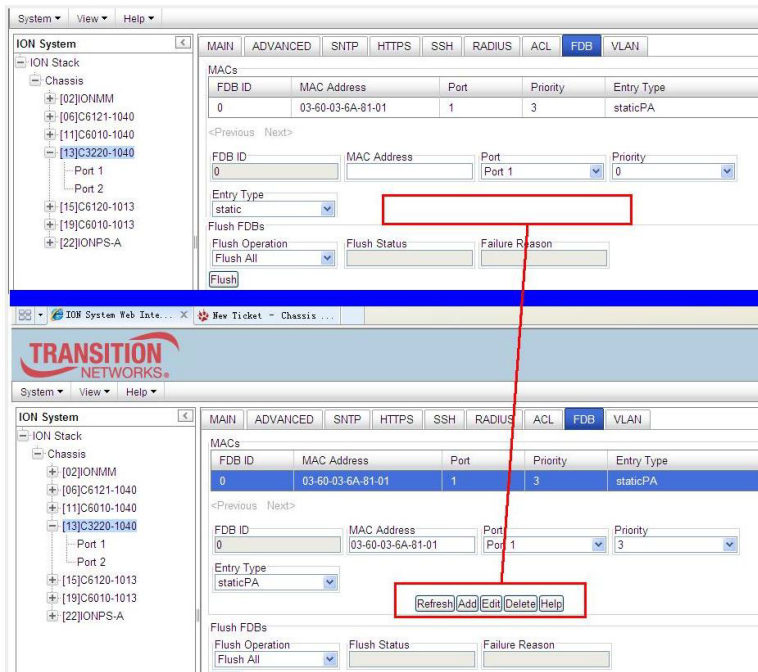 System View Help
ION System
ION Stack
Chassis
[02]IONMM
[06]C6121-1040
[11]C6010-1040
[13]C3220-1040
Port 1
Port 2
[15]C6120-1013
[19]C6010-1013
[22]IONPS-A
MAIN ADVANCED SNTP HTTPS SSH RADIUS ACL FDB VLAN
MACs
FDB ID MAC Address Port Priority Entry Type
0 03-60-03-6A-81-01 1 3 staticPA
<Previous Next>
FDB ID MAC Address Port Priority
0 Port 1 0
Entry Type
static
Flush FDBs
Flush Operation Flush Status Failure Reason
Flush All
Flush
ION System Web Inte... X New Ticket - Chassis ...
TRANSITION
NETWORKS®
System View Help
ION System
ION Stack
Chassis
[02]IONMM
[06]C6121-1040
[11]C6010-1040
[13]C3220-1040
Port 1
Port 2
[15]C6120-1013
[19]C6010-1013
[22]IONPS-A
MAIN ADVANCED SNTP HTTPS SSH RADIUS ACL FDB VLAN
MACs
FDB ID MAC Address Port Priority Entry Type
0 03-60-03-6A-81-01 1 3 staticPA
<Previous Next>
FDB ID MAC Address Port Priority
0 03-60-03-6A-81-01 Port 1 3
Entry Type
staticPA
Refresh Add Edit Delete Help
Flush FDBs
Flush Operation Flush Status Failure Reason
Flush All